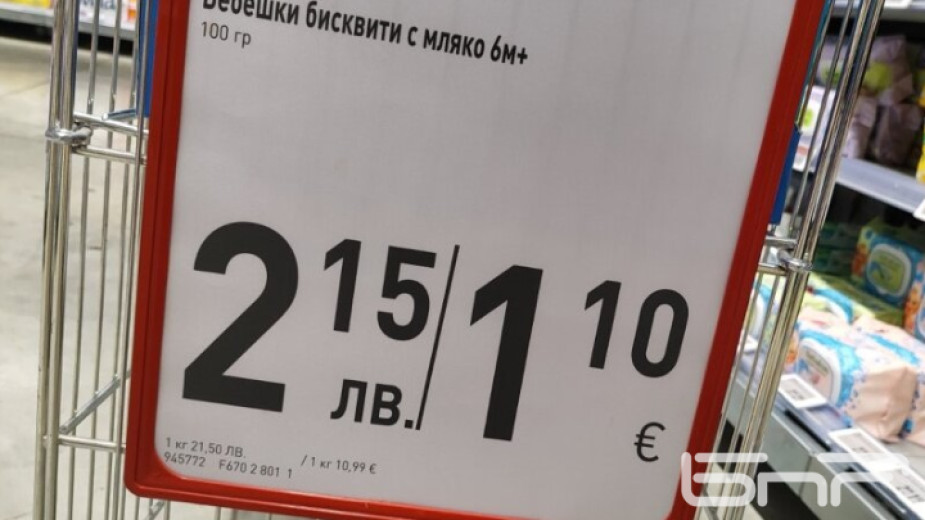 Бебешки бисквити с мляко 6м+
100 гр
2 15 ЛВ. / 1 10 €
1 кг 21,50 ЛВ. / 1 кг 10,99 €
945772 F670 2 801 1
БНР